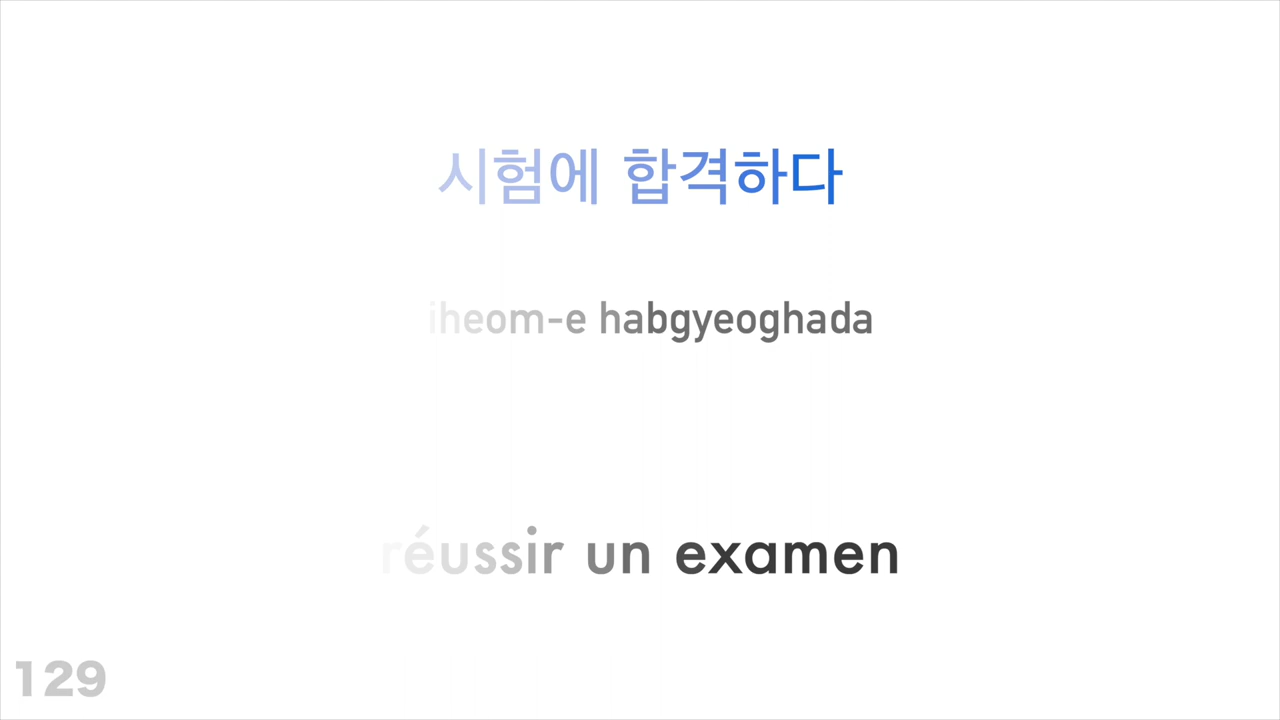 시험에 합격하다
iheom-e habgyeoghada
réussir un examen
129